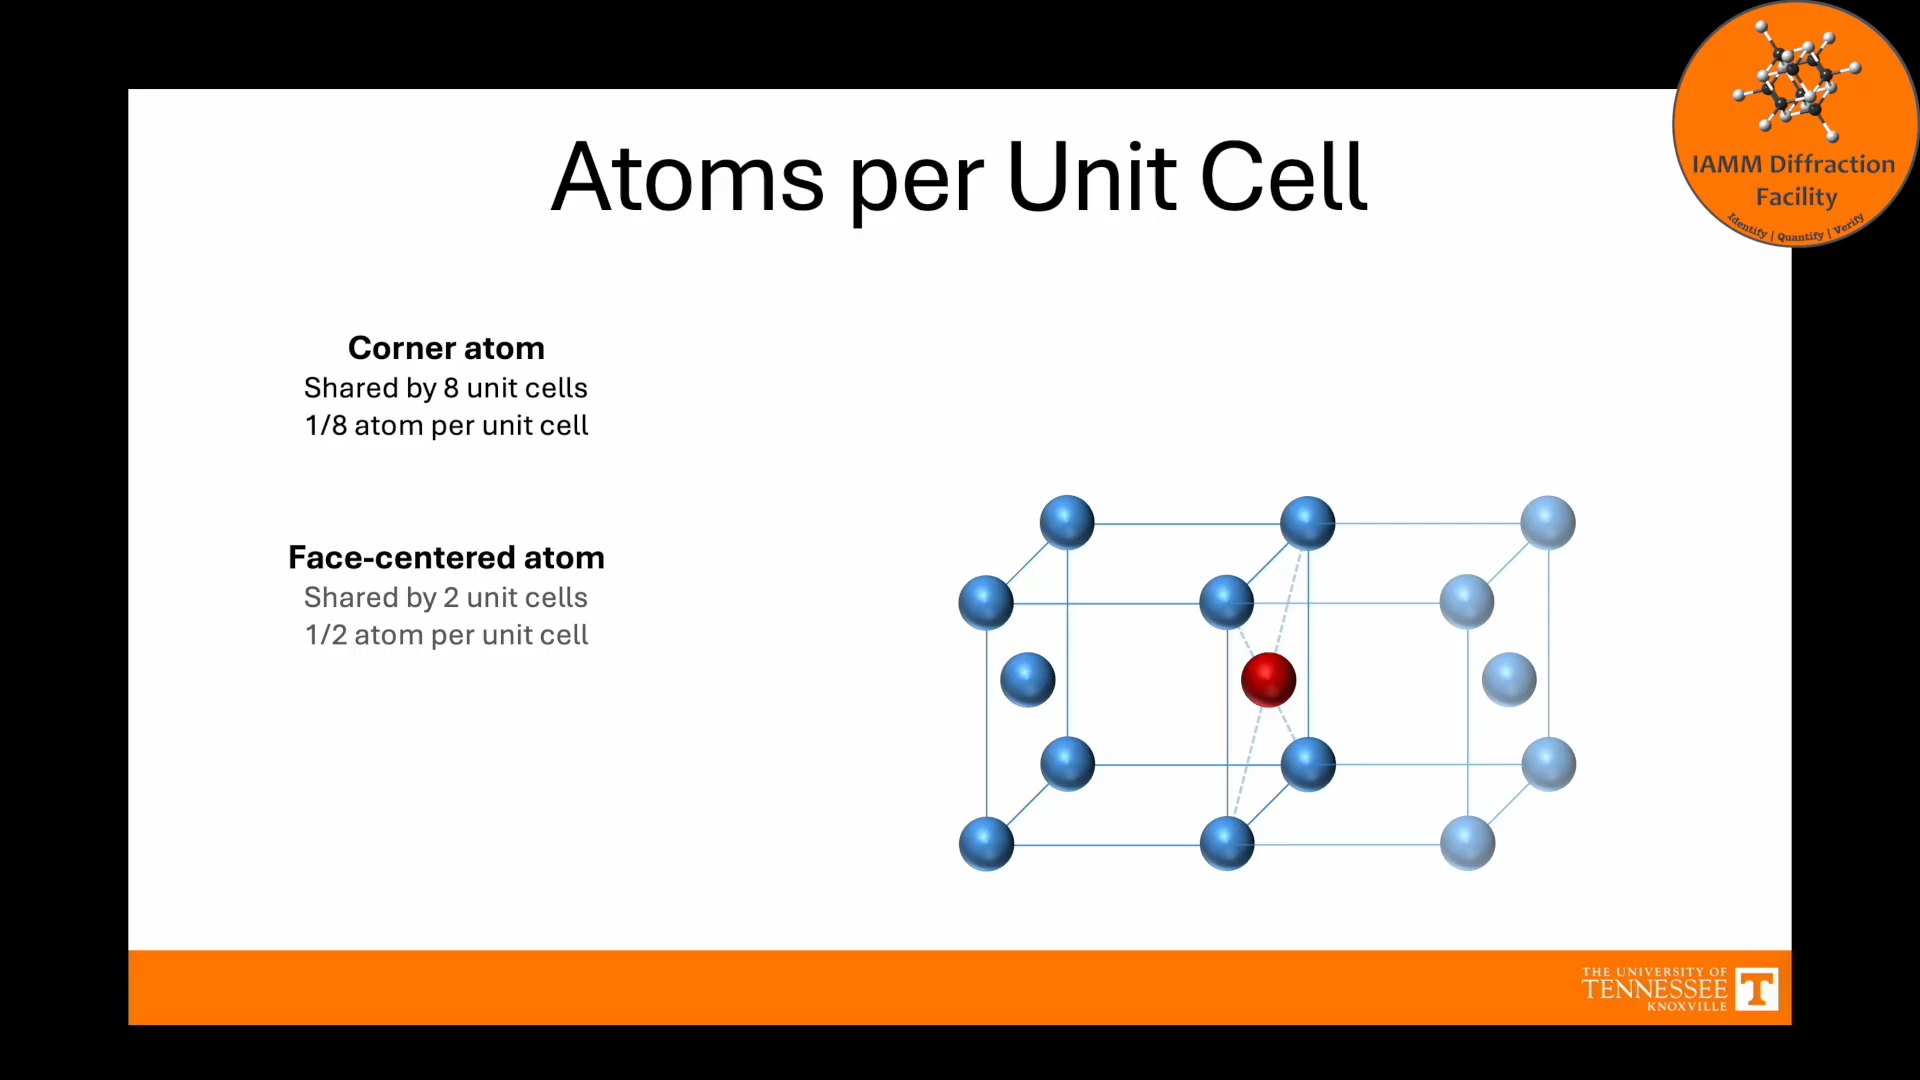 Atoms per Unit Cell
IAMM Diffraction
Facility
Identify | Quantify | Verify
Corner atom
Shared by 8 unit cells
1/8 atom per unit cell
Face-centered atom
Shared by 2 unit cells
1/2 atom per unit cell
THE UNIVERSITY OF
TENNESSEE
KNOXVILLE
T